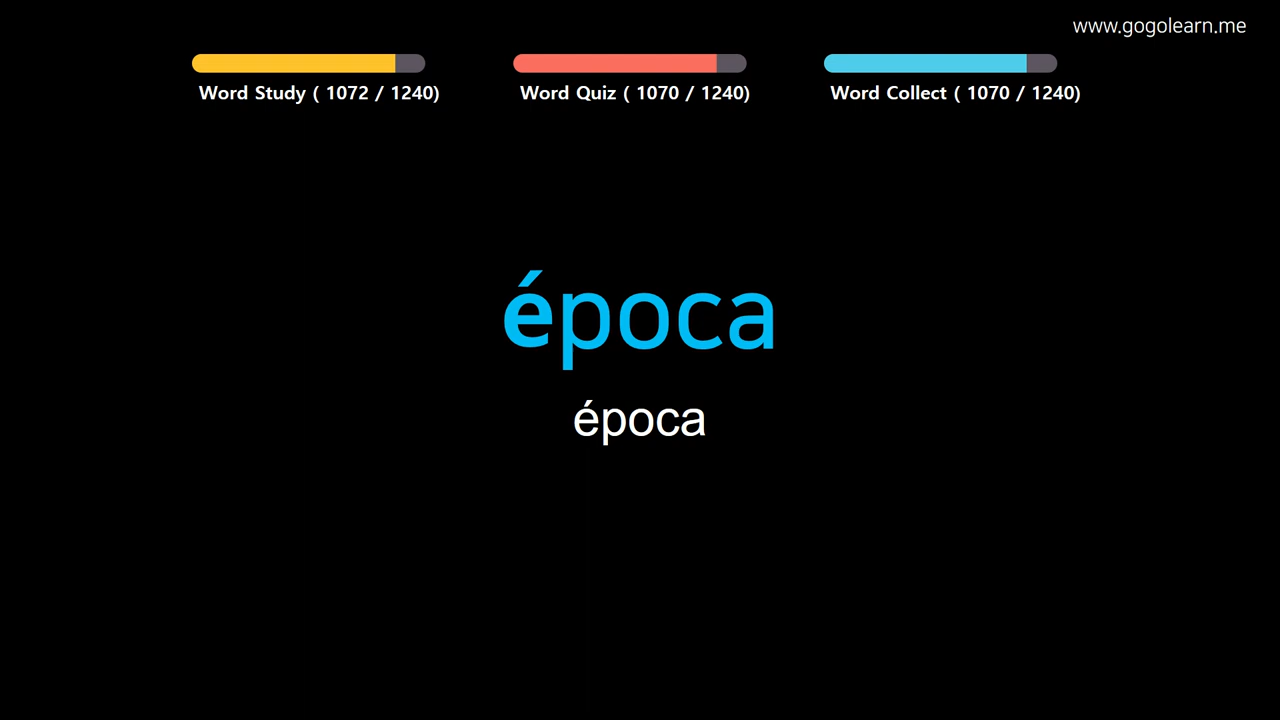 www.gogolearn.me
Word Study ( 1072 / 1240)
Word Quiz ( 1070 / 1240)
Word Collect ( 1070 / 1240)
época
época